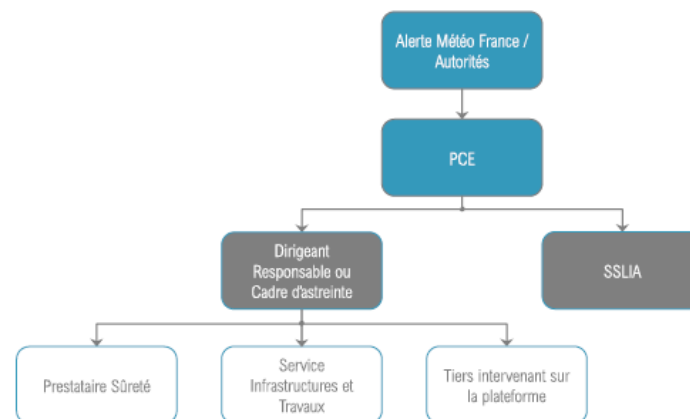 Alerte Météo France /
Autorités
PCE
Dirigeant
Responsable ou
Cadre d'astreinte
SSLIA
Prestataire Sûreté
Service
Infrastructures et
Travaux
Tiers intervenant sur
la plateforme